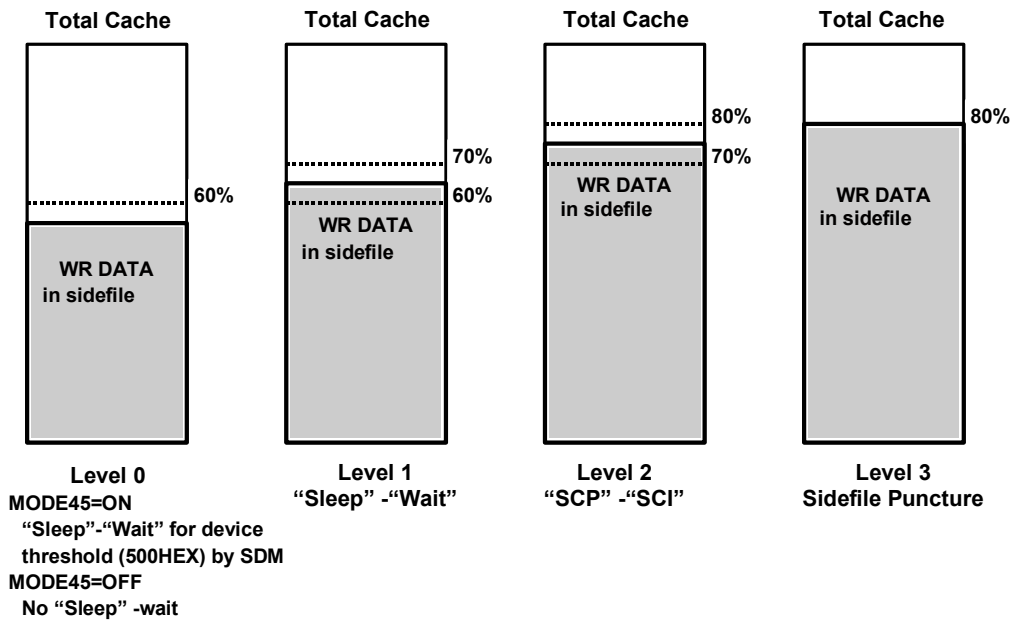 Total Cache
60%
WR DATA
in sidefile
Level 0
MODE45=ON
“Sleep”-“Wait” for device
threshold (500HEX) by SDM
MODE45=OFF
No “Sleep” -wait
Total Cache
70%
60%
WR DATA
in sidefile
Level 1
“Sleep” -“Wait”
Total Cache
80%
70%
WR DATA
in sidefile
Level 2
“SCP” -“SCI”
Total Cache
80%
WR DATA
in sidefile
Level 3
Sidefile Puncture